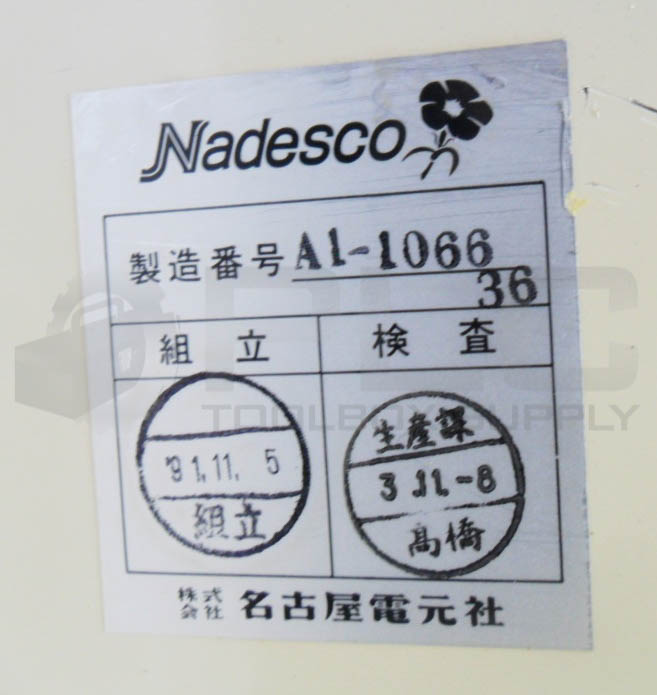 Nadesco
製造番号 A1-1066
36
組立 検査
'91.11. 5
組立
生産課
3.11.-8
高橋
株式会社 名古屋電元社
PLC
TOOLBOX SUPPLY